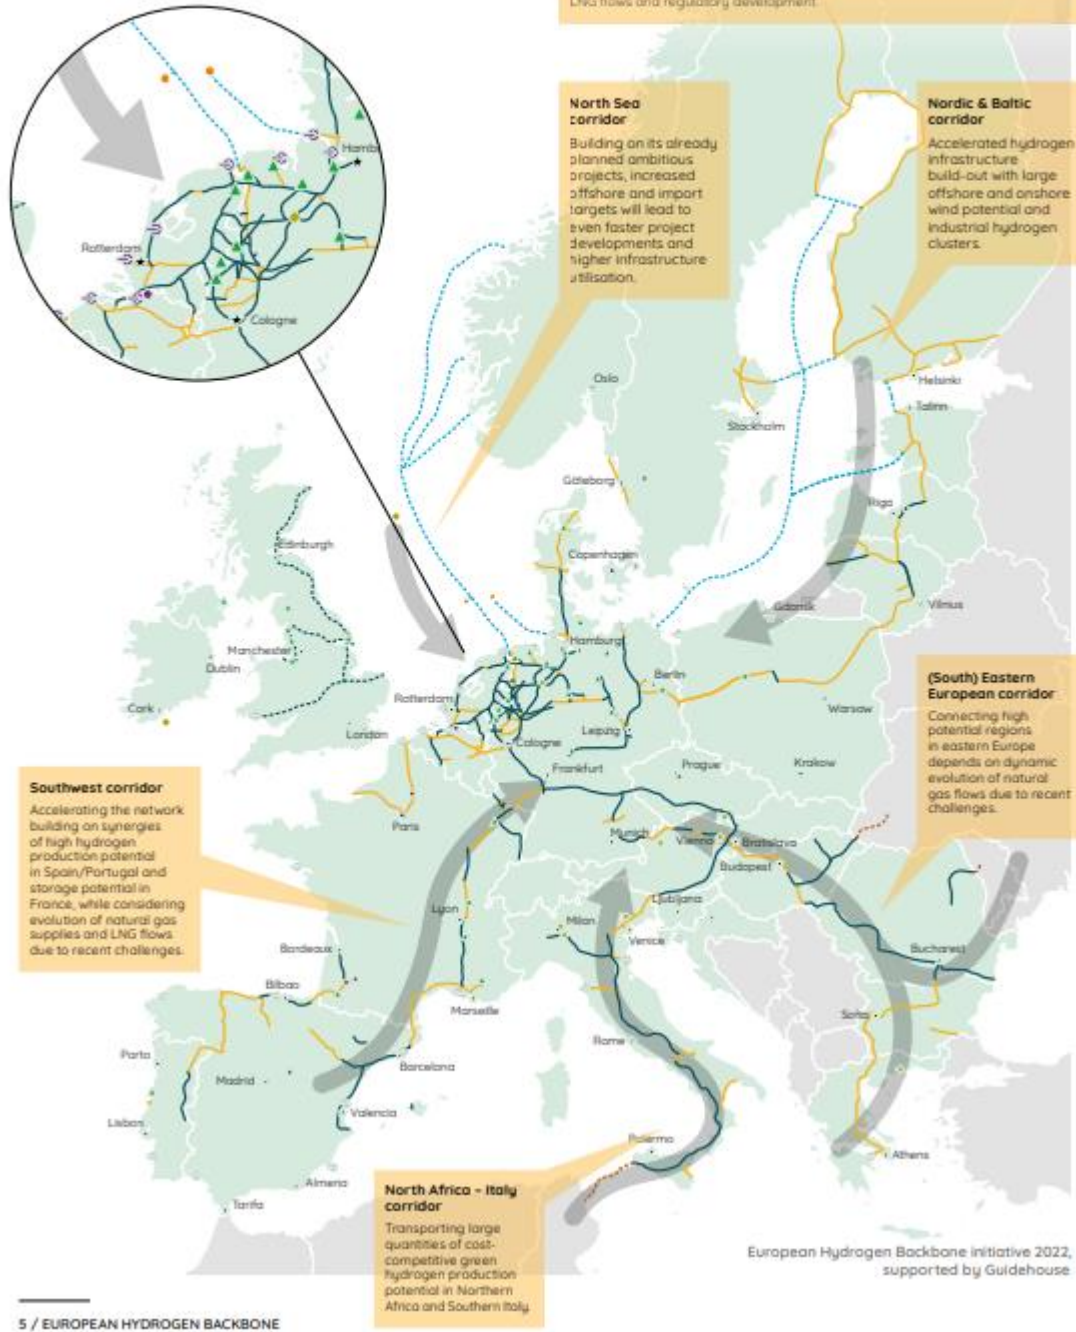 LNG flows and regulatory development.
North Sea
corridor
Building on its already
planned ambitious
projects, increased
offshore and import
targets will lead to
even faster project
developments and
higher infrastructure
utilisation.
Nordic & Baltic
corridor
Accelerated hydrogen
infrastructure
build-out with large
offshore and onshore
wind potential and
industrial hydrogen
clusters.
Hamb
Rotterdam
Cologne
Oslo
Helsinki
Talinn
Stockholm
Göteborg
Riga
Edinburgh
Copenhagen
Gdansk
Vilnius
Hamburg
Manchester
Dublin
Berlin
Rotterdam
Cork
Warsaw
London
Leipzig
Cologne
Frankfurt
Prague
Krakow
(South) Eastern
European corridor
Connecting high
potential regions
in eastern Europe
depends on dynamic
evolution of natural
gas flows due to recent
challenges.
Southwest corridor
Accelerating the network
building on synergies
of high hydrogen
production potential
in Spain/Portugal and
storage potential in
France, while considering
evolution of natural gas
supplies and LNG flows
due to recent challenges.
Paris
Munich
Vienna
Bratislava
Budapest
Ljubljana
Lyon
Milan
Venice
Bordeaux
Bucharest
Bilbao
Marseille
Sofia
Rome
Porto
Barcelona
Madrid
Valencia
Lisbon
Palermo
Athens
Almeria
Tarifa
North Africa – Italy
corridor
Transporting large
quantities of cost-
competitive green
hydrogen production
potential in Northern
Africa and Southern Italy.
European Hydrogen Backbone initiative 2022,
supported by Guidehouse
5 / EUROPEAN HYDROGEN BACKBONE